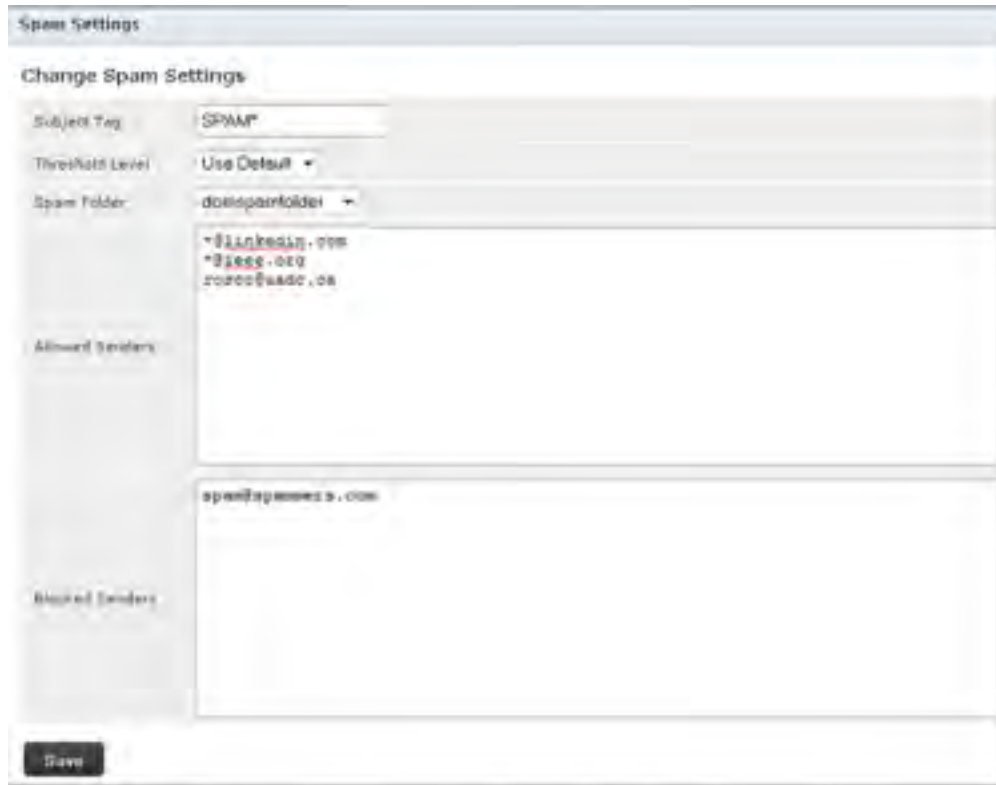 Spam Settings
Change Spam Settings
Subject Tag
SPAM*
Threshold Level
Use Default
Spam Folder
domspamfolder
*@linkedin.com
*@ieee.org
Allowed Senders
spam@spammers.com
Blocked Senders
Save